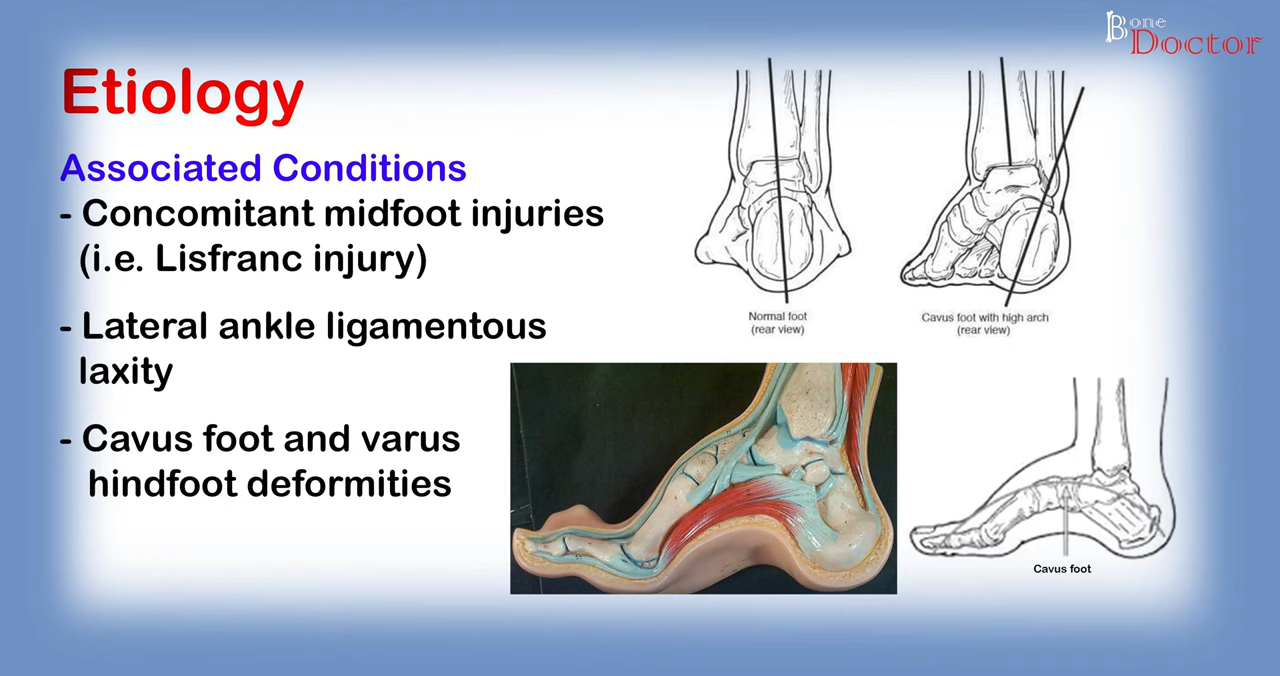 Bone
Doctor
Etiology
Associated Conditions
- Concomitant midfoot injuries
(i.e. Lisfranc injury)
- Lateral ankle ligamentous
laxity
- Cavus foot and varus
hindfoot deformities
Normal foot
(rear view)
Cavus foot with high arch
(rear view)
Cavus foot